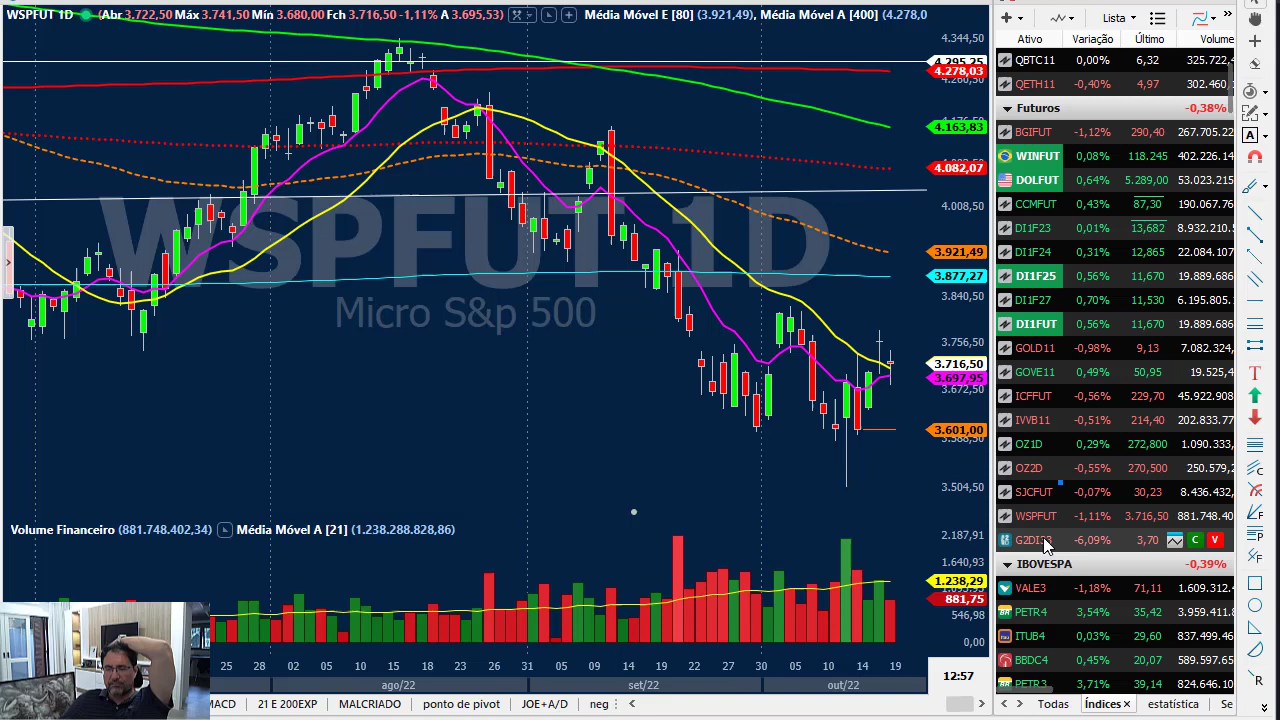 WSPFUT 1D (Abr 3.722,50 Máx 3.741,50 Mín 3.680,00 Fch 3.716,50 -1,11% A 3.695,53) Média Móvel E [80] (3.921,49), Média Móvel A [400] (4.278,0
4.344,50
4.295,25
4.278,03
4.163,83
4.082,07
4.008,50
3.921,49
3.877,27
3.840,50
3.756,50
3.716,50
3.697,95
3.672,50
3.601,00
3.588,50
3.504,50
WSPFUT 1D
Micro S&p 500
Volume Financeiro (881.748.402,34) Média Móvel A [21] (1.238.288.828,86)
2.187,91
1.640,93
1.238,29
881,75
546,98
0,00
25 28 03 05 10 15 18 23 26 31 05 09 14 19 22 27 30 05 10 14 19
ago/22 set/22 out/22
12:57
MACD 21 E 200EXP MALCRIADO ponto de pivot JOE+A/D neg
Lista
Ativo Variação Último Volume
QBTC11 0,00% 6,32 325.722,
QETH11 -0,40% 4,97 302.460,
Futuros -0,38%
BGIFUT -1,12% 290,40 267.705.22
WINFUT 0,08% 118.245 402.226.14
DOLFUT 0,64% 5.289,00 53.023.215
CCMFUT 0,43% 87,30 190.067.76
DI1F23 0,01% 13,682 8.932.210.9
DI1F24 0,31% 12,865 22.084.107
DI1F25 0,56% 11,670 19.889.686
DI1F27 0,70% 11,530 6.195.805.
DI1FUT 0,56% 11,670 19.889.686
GOLD11 -0,98% 9,13 7.082.324,
GOVE11 0,49% 50,95 19.525,4
ICFFUT -0,56% 229,70 45.922.908
IVVB11 -0,51% 214,40 202.833.77
OZ1D 0,29% 272,800 1.090.333,
OZ2D -0,55% 270,500 250.579,2
SJCFUT -0,07% 30,23 8.436.432,
WSPFUT -1,11% 3.716,50 881.748.40
-6,09% 3,70 C V
IBOVESPA -0,39%
VALE3 -1,18% 71,11 1.609.312.
PETR4 3,54% 35,42 3.959.411.8
ITUB4 0,03% 29,60 837.499.46
BBDC4 0,45% 20,07 589.597.65
PETR3 3,71% 39,14 824.646.10
Todas Índices estatística Se